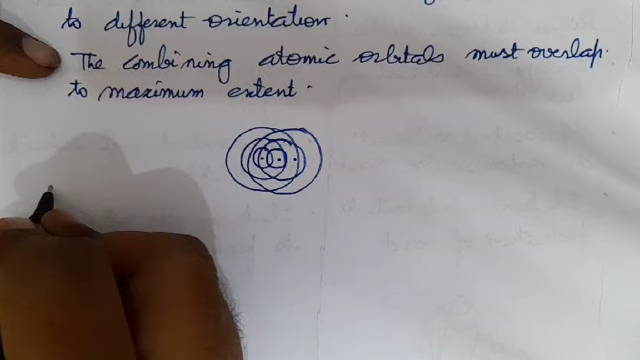 to different orientation.
The combining atomic orbitals must overlap.
to maximum extent.